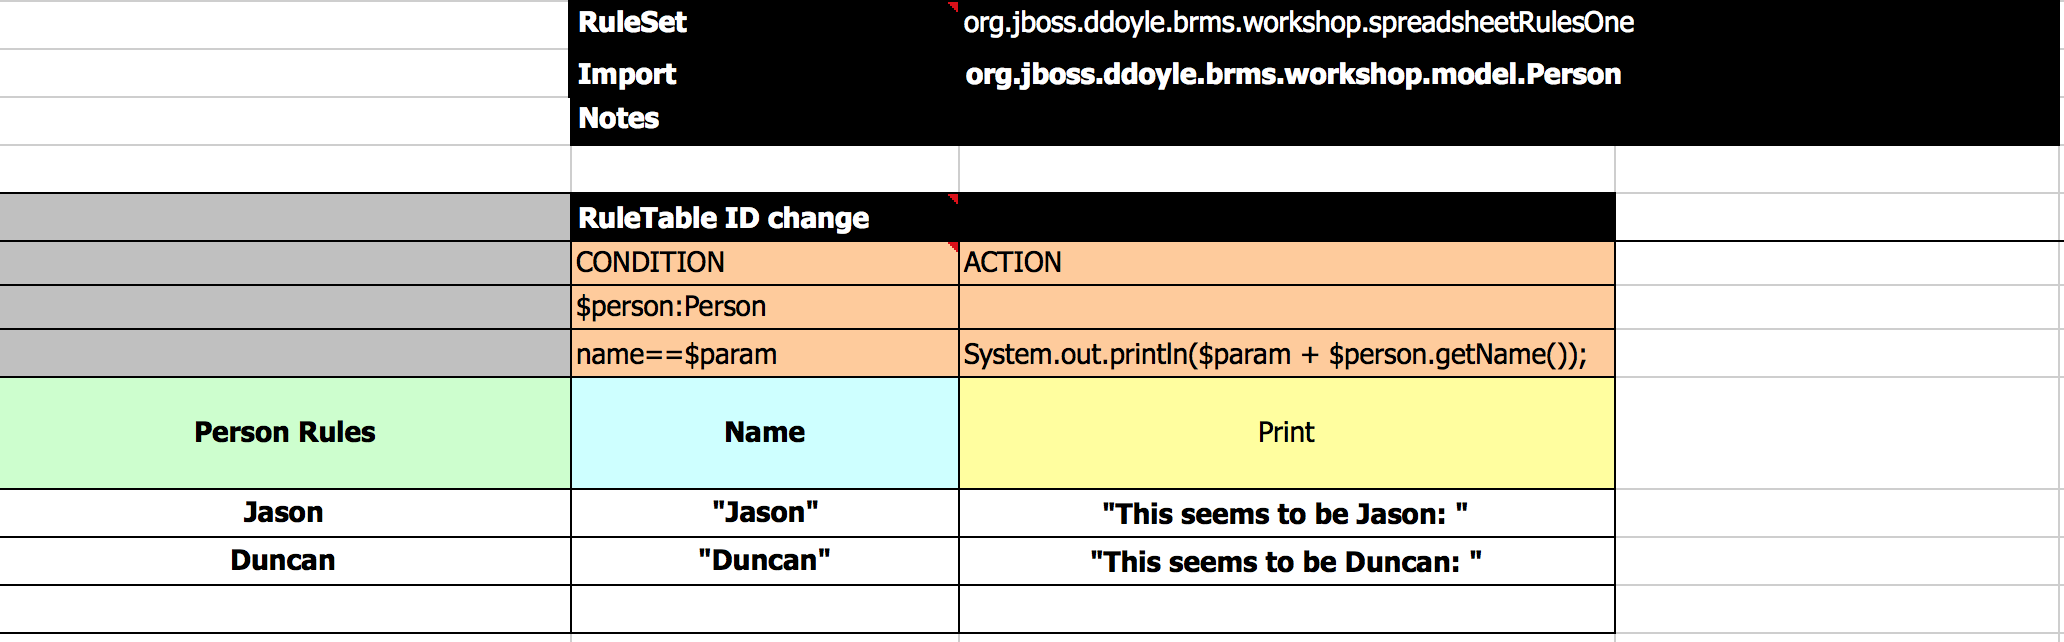 RuleSet org.jboss.ddoyle.brms.workshop.spreadsheetRulesOne
Import org.jboss.ddoyle.brms.workshop.model.Person
Notes
RuleTable ID change
CONDITION ACTION
$person:Person
name==$param System.out.println($param + $person.getName());
Person Rules Name Print
Jason "Jason" "This seems to be Jason: "
Duncan "Duncan" "This seems to be Duncan: "